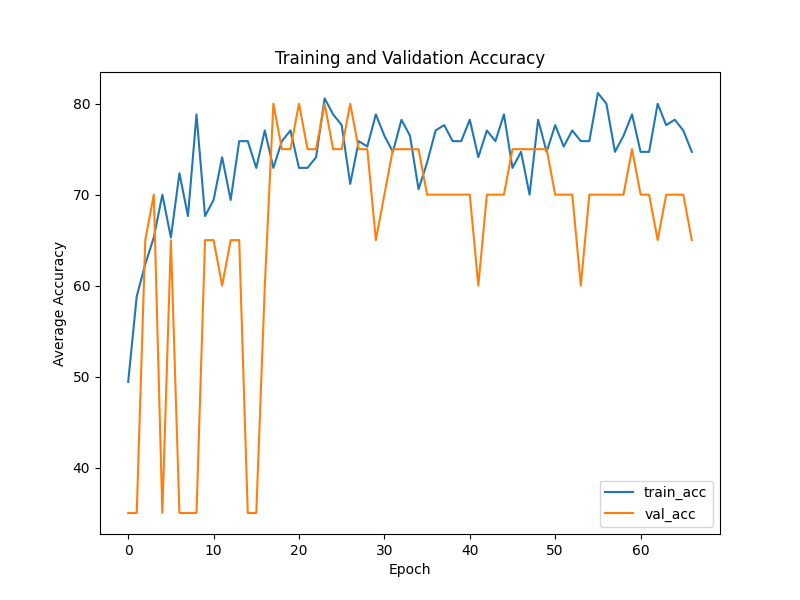 Training and Validation Accuracy
80
70
60
50
40
Average Accuracy
0 10 20 30 40 50 60
Epoch
train_acc
val_acc